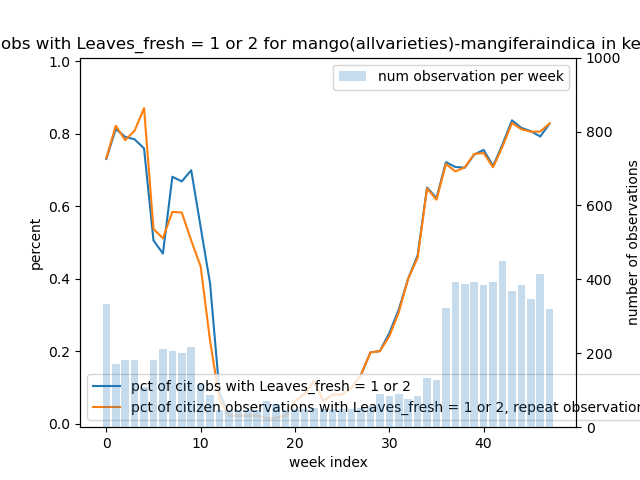 obs with Leaves_fresh = 1 or 2 for mango(allvarieties)-mangiferaindica in ke
1.0
0.8
0.6
0.4
0.2
0.0
percent
num observation per week
1000
800
600
400
200
0
number of observations
pct of cit obs with Leaves_fresh = 1 or 2
pct of citizen observations with Leaves_fresh = 1 or 2, repeat observation
0 10 20 30 40
week index